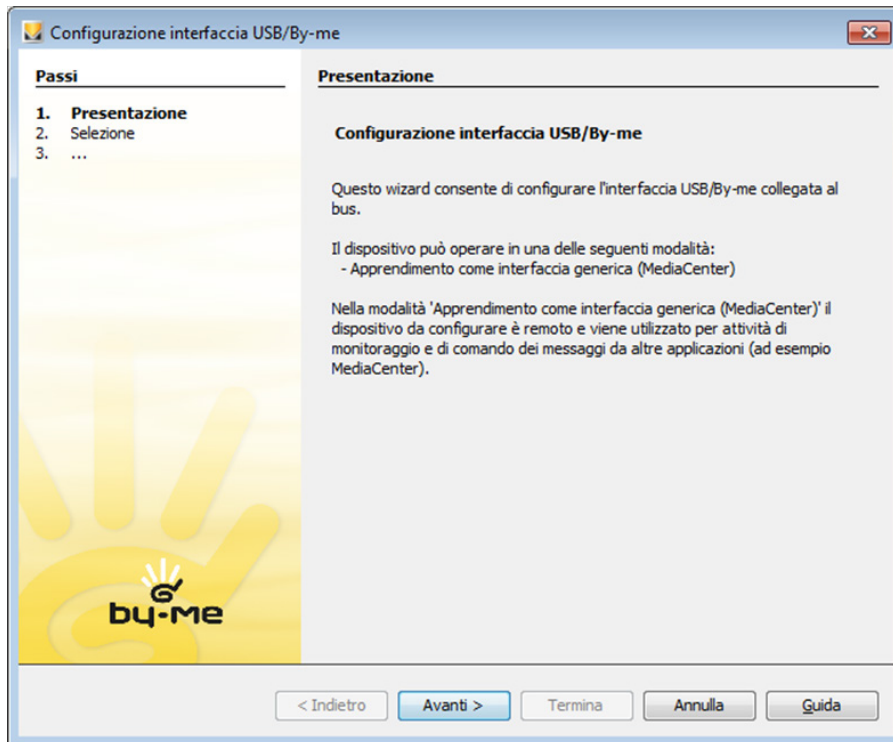 Configurazione interfaccia USB/By-me
Passi
1. Presentazione
2. Selezione
3. ...
by-me
Presentazione
Configurazione interfaccia USB/By-me
Questo wizard consente di configurare l'interfaccia USB/By-me collegata al
bus.
Il dispositivo può operare in una delle seguenti modalità:
- Apprendimento come interfaccia generica (MediaCenter)
Nella modalità 'Apprendimento come interfaccia generica (MediaCenter)' il
dispositivo da configurare è remoto e viene utilizzato per attività di
monitoraggio e di comando dei messaggi da altre applicazioni (ad esempio
MediaCenter).
< Indietro Avanti > Termina Annulla Guida